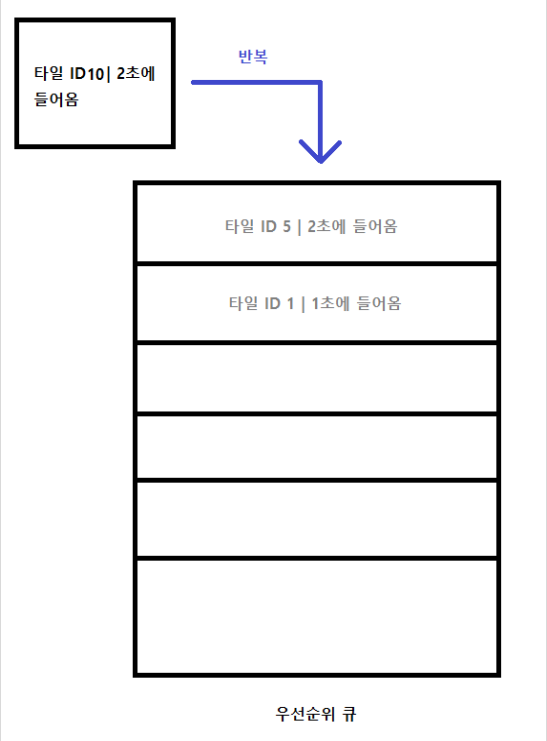 타일 ID10| 2초에
들어옴
반복
타일 ID 5 | 2초에 들어옴
타일 ID 1 | 1초에 들어옴
우선순위 큐